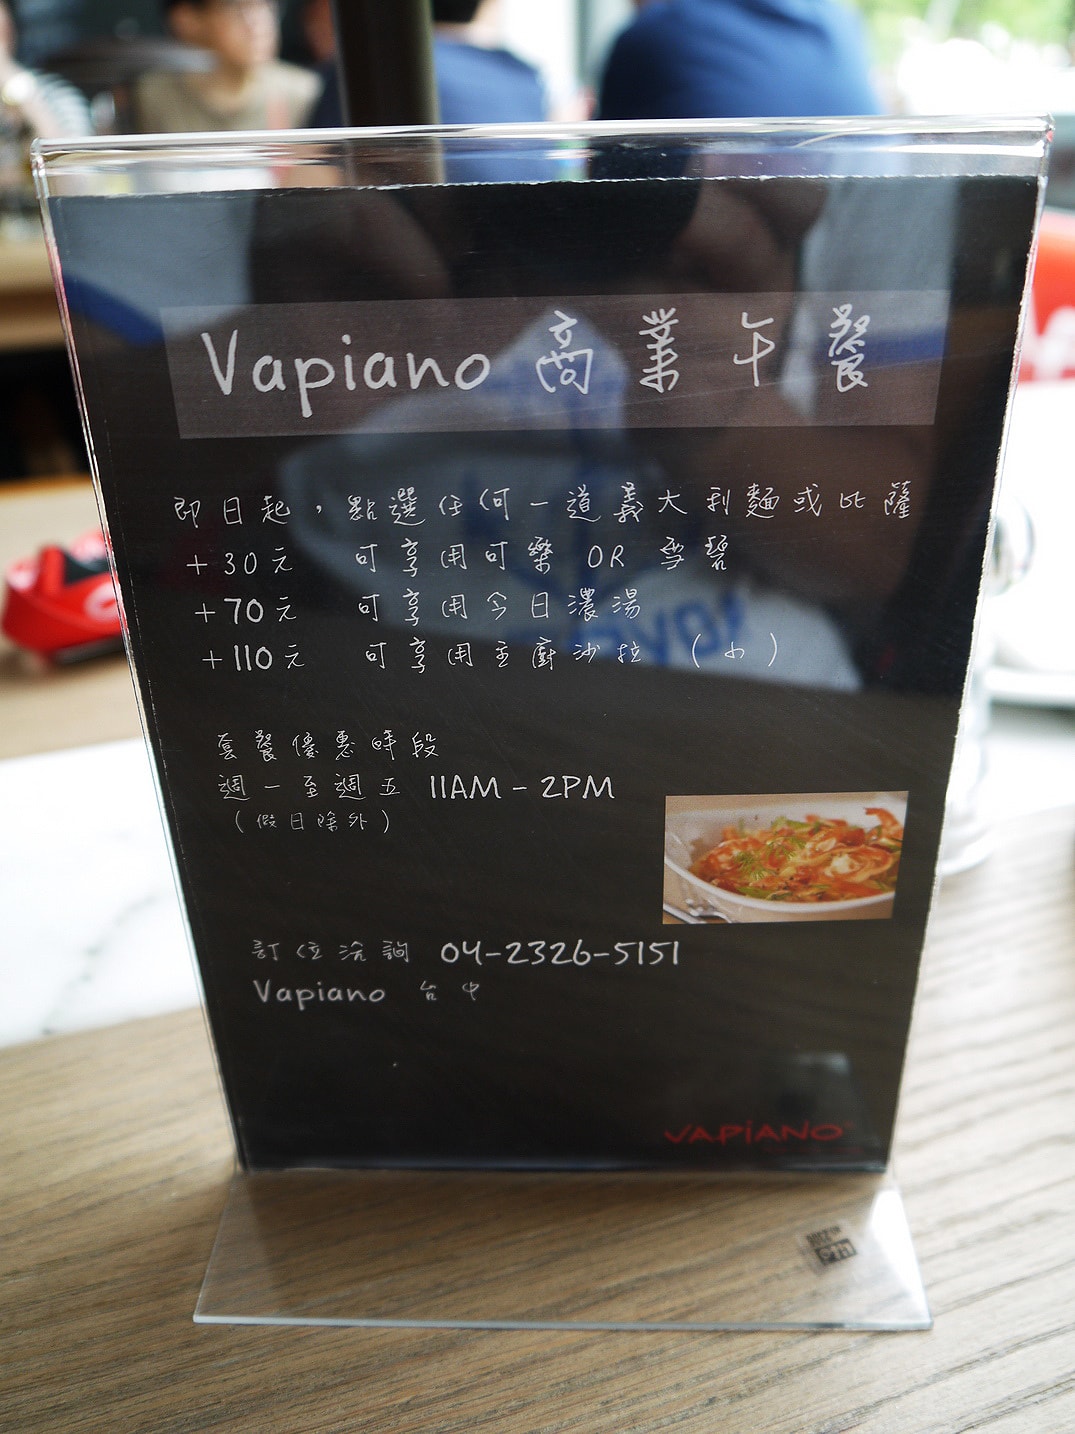 Vapiano 商業午餐
即日起，點選任何一道義大利麵或比薩
+30元 可享用可樂 OR 雪碧
+70元 可享用今日濃湯
+110元 可享用主廚沙拉 （小）
套餐優惠時段
週一至週五 11AM - 2PM
（假日除外）
訂位洽詢 04-2326-5151
Vapiano 台中
VAPIANO